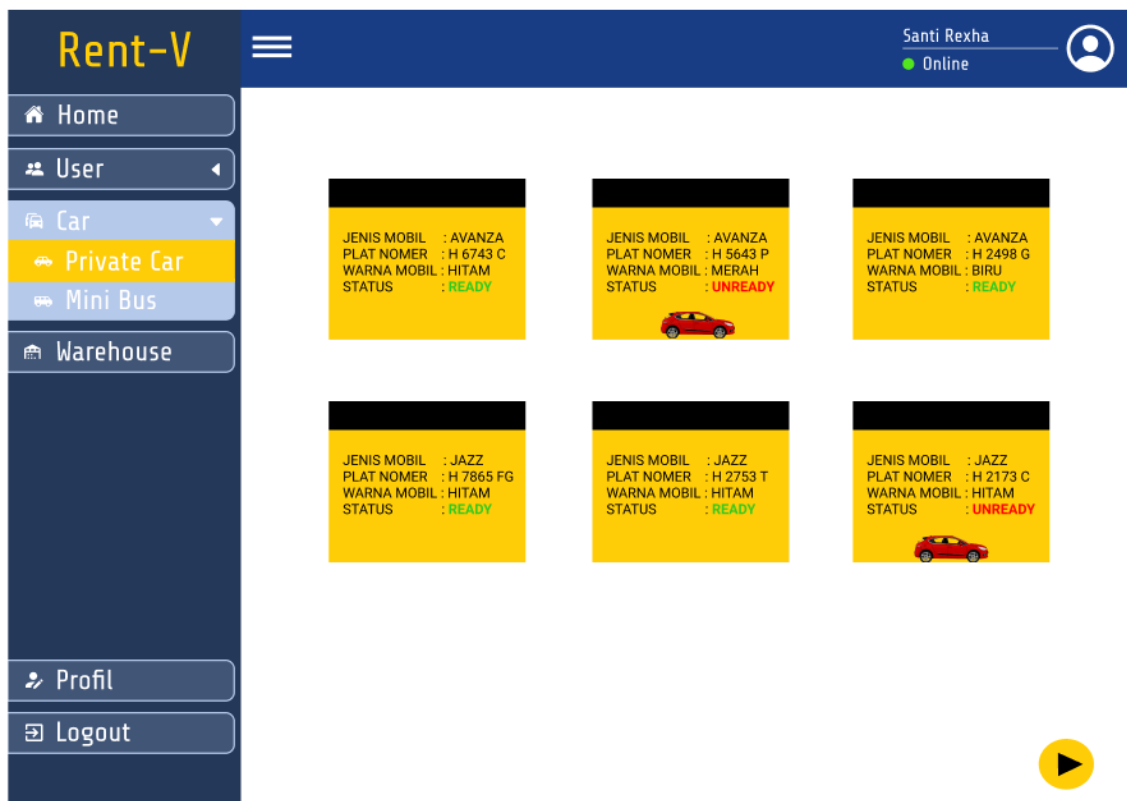 Rent-V
Santi Rexha
Online
Home
User
Car
Private Car
Mini Bus
Warehouse
Profil
Logout
JENIS MOBIL : AVANZA
PLAT NOMER : H 6743 C
WARNA MOBIL : HITAM
STATUS : READY
JENIS MOBIL : AVANZA
PLAT NOMER : H 5643 P
WARNA MOBIL : MERAH
STATUS : UNREADY
JENIS MOBIL : AVANZA
PLAT NOMER : H 2498 G
WARNA MOBIL : BIRU
STATUS : READY
JENIS MOBIL : JAZZ
PLAT NOMER : H 7865 FG
WARNA MOBIL : HITAM
STATUS : READY
JENIS MOBIL : JAZZ
PLAT NOMER : H 2753 T
WARNA MOBIL : HITAM
STATUS : READY
JENIS MOBIL : JAZZ
PLAT NOMER : H 2173 C
WARNA MOBIL : HITAM
STATUS : UNREADY